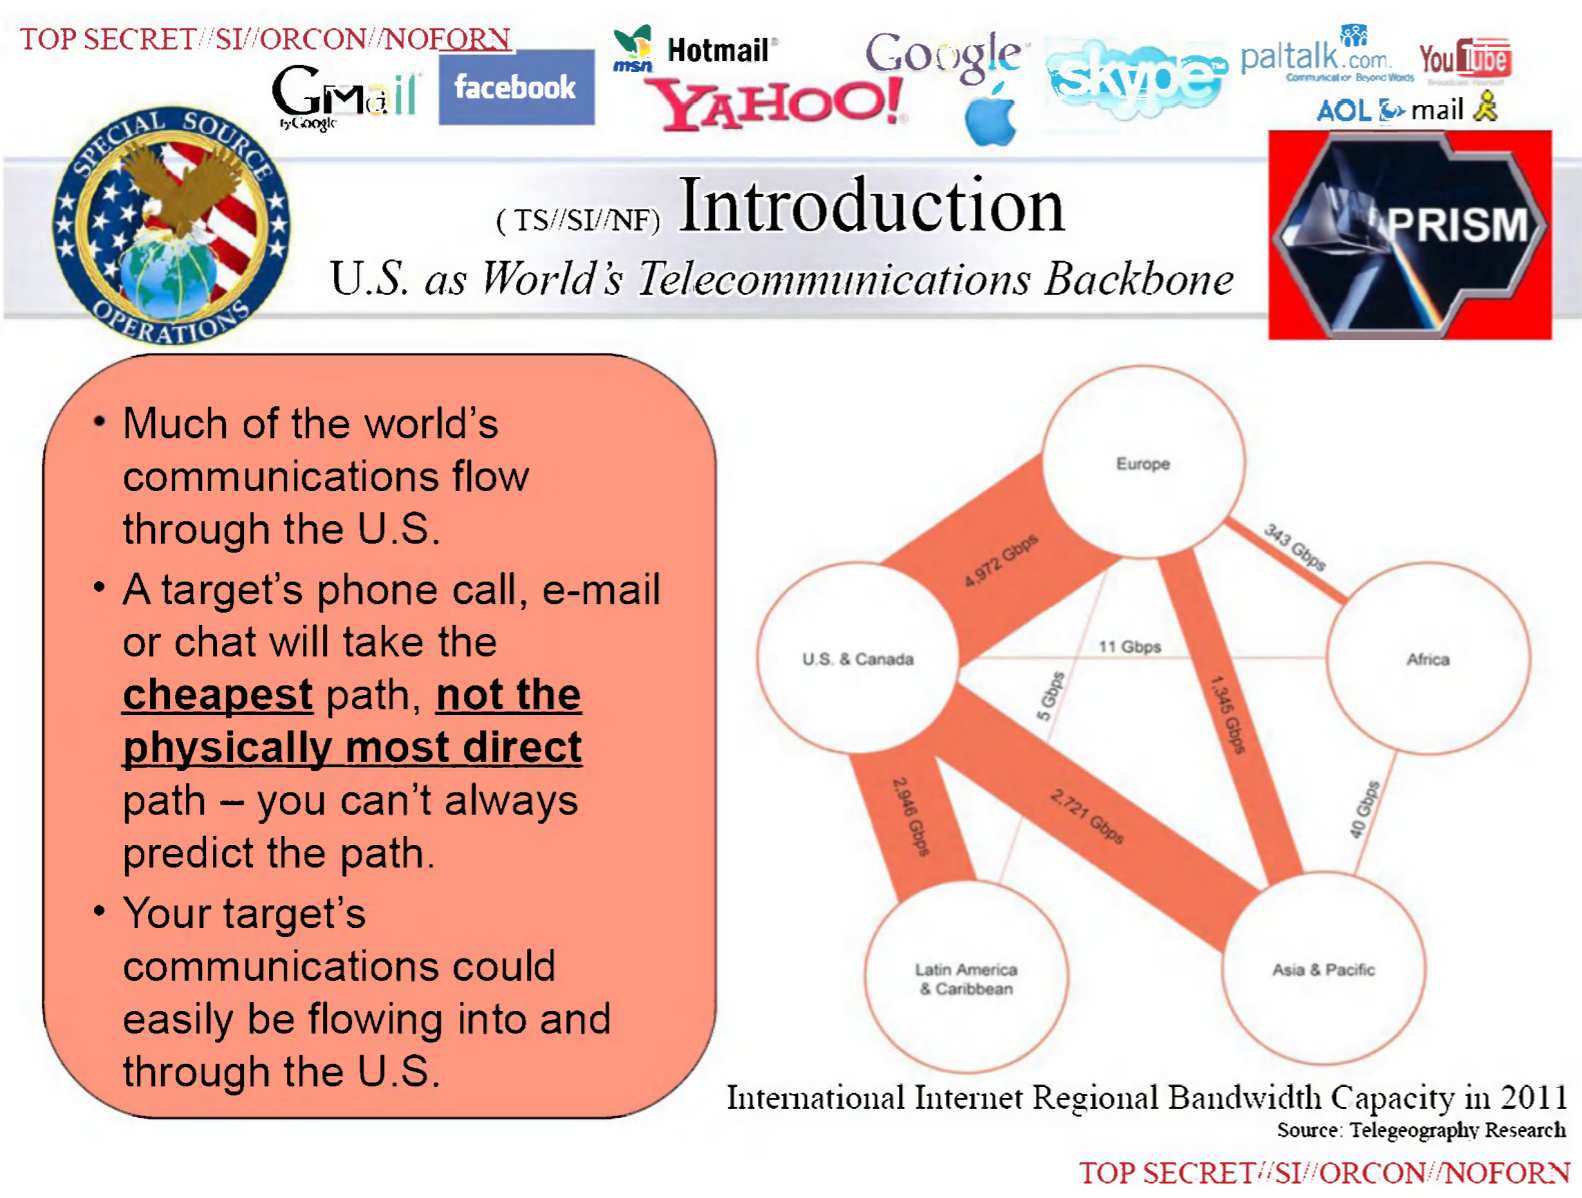 TOP SECRET//SI//ORCON//NOFORN
Gmail
by Google
facebook
msn
Hotmail
YAHOO!
Google
skype
paltalk.com
Communication Beyond Words
YouTube
Broadcast Yourself
AOL mail
SPECIAL SOURCE OPERATIONS
(TS//SI//NF) Introduction
U.S. as World's Telecommunications Backbone
PRISM
• Much of the world's
communications flow
through the U.S.
• A target's phone call, e-mail
or chat will take the
cheapest path, not the
physically most direct
path – you can't always
predict the path.
• Your target's
communications could
easily be flowing into and
through the U.S.
Europe
4,972 Gbps
343 Gbps
U.S. & Canada
11 Gbps
Africa
5 Gbps
1,345 Gbps
2,946 Gbps
2,721 Gbps
40 Gbps
Latin America
& Caribbean
Asia & Pacific
International Internet Regional Bandwidth Capacity in 2011
Source: Telegeography Research
TOP SECRET//SI//ORCON//NOFORN